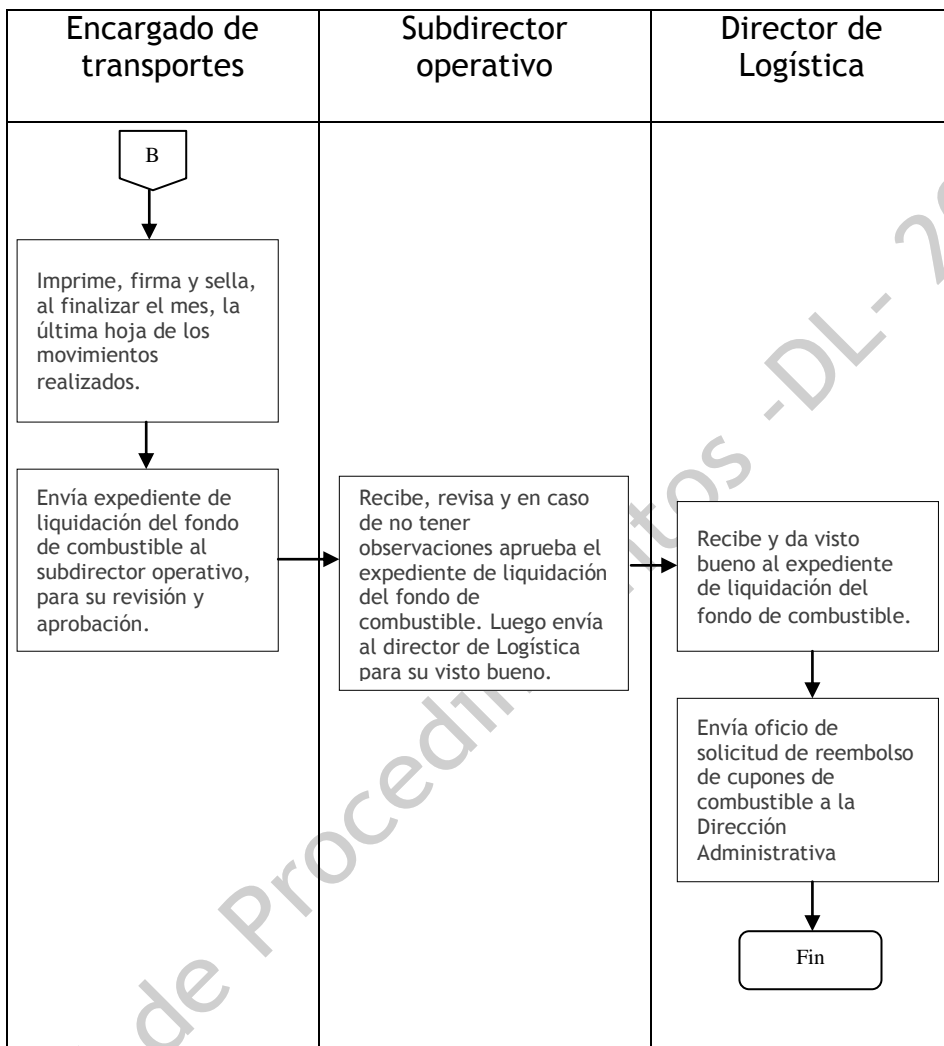 Encargado de
transportes
Subdirector
operativo
Director de
Logística
B
Imprime, firma y sella,
al finalizar el mes, la
última hoja de los
movimientos
realizados.
Envía expediente de
liquidación del fondo
de combustible al
subdirector operativo,
para su revisión y
aprobación.
Recibe, revisa y en caso
de no tener
observaciones aprueba el
expediente de liquidación
del fondo de
combustible. Luego envía
al director de Logística
para su visto bueno.
Recibe y da visto
bueno al expediente
de liquidación del
fondo de combustible.
Envía oficio de
solicitud de reembolso
de cupones de
combustible a la
Dirección
Administrativa
Fin
de Procedimientos -DL- 2